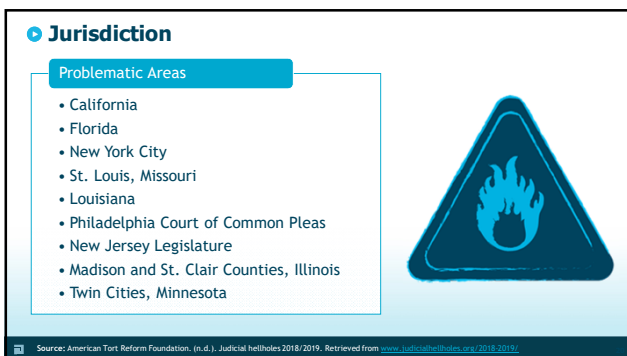 Jurisdiction
Problematic Areas
• California
• Florida
• New York City
• St. Louis, Missouri
• Louisiana
• Philadelphia Court of Common Pleas
• New Jersey Legislature
• Madison and St. Clair Counties, Illinois
• Twin Cities, Minnesota
Source: American Tort Reform Foundation. (n.d.). Judicial hellholes 2018/2019. Retrieved from www.judicialhellholes.org/2018-2019/